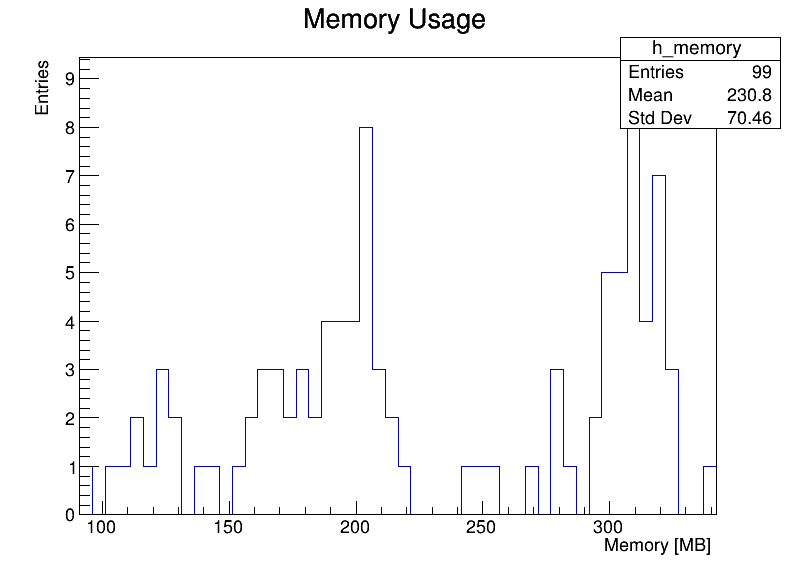 Memory Usage
h_memory
Entries 99
Mean 230.8
Std Dev 70.46
Entries
9
8
7
6
5
4
3
2
1
0
100 150 200 250 300
Memory [MB]